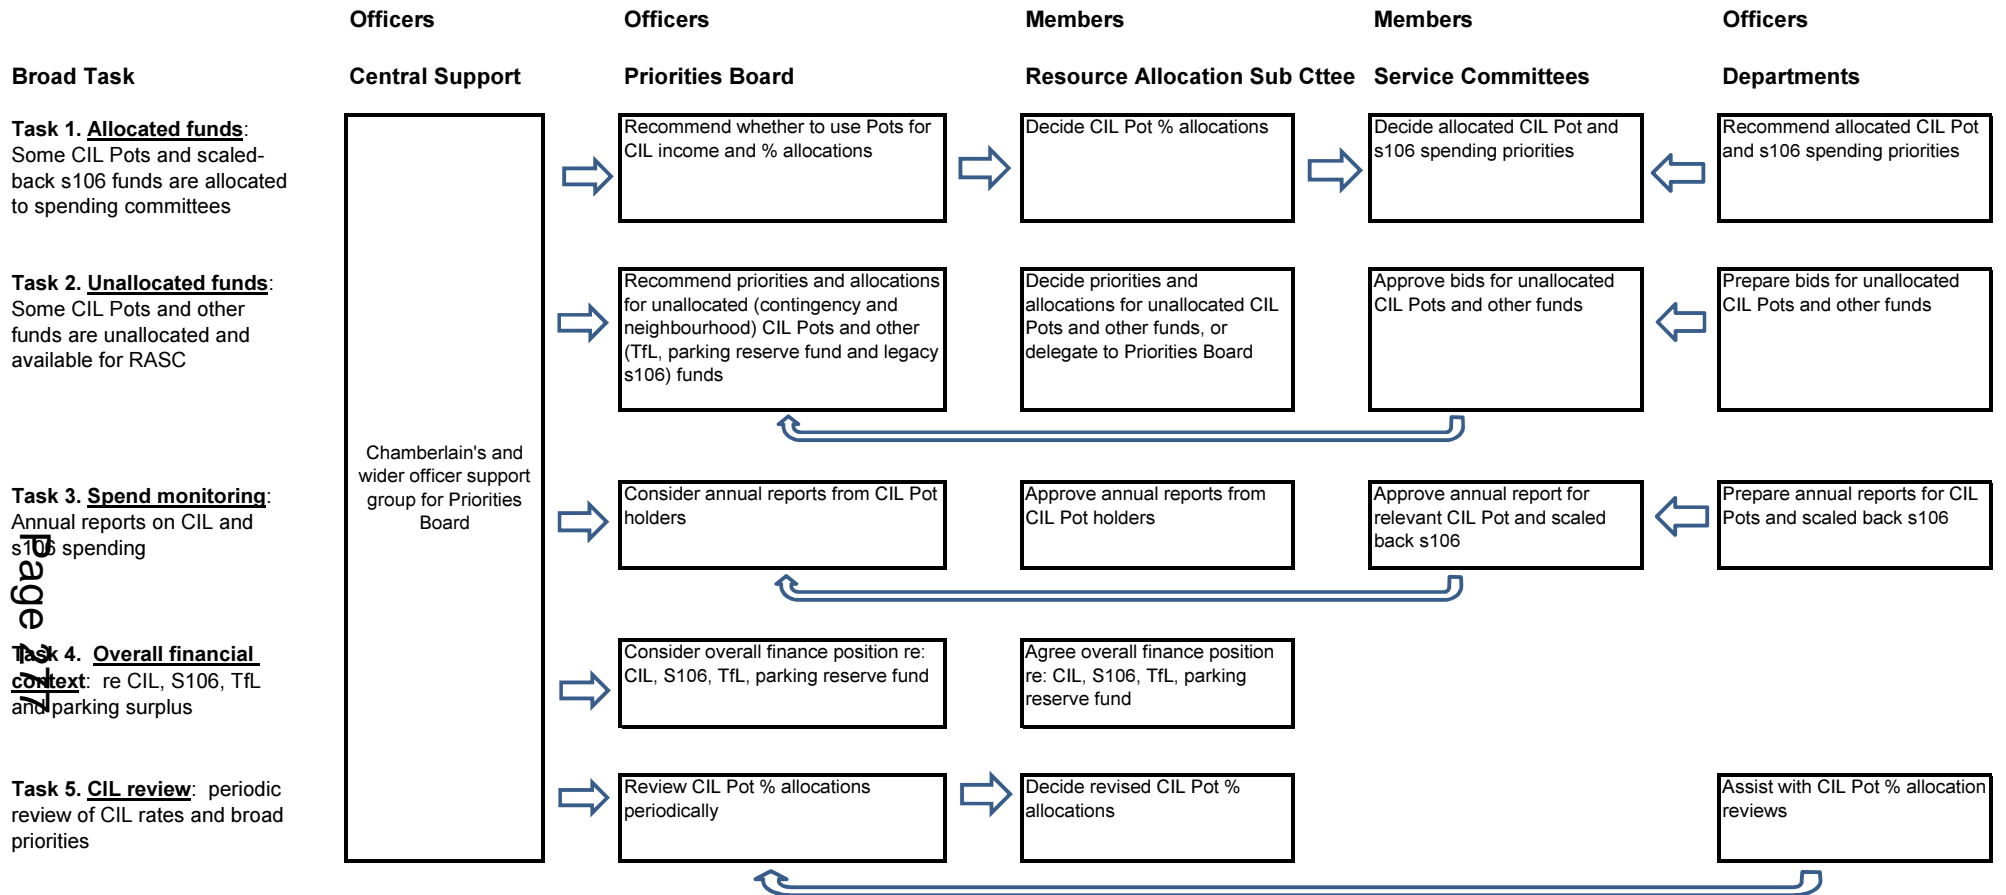 Officers
Officers
Members
Members
Officers
Broad Task
Central Support
Priorities Board
Resource Allocation Sub Cttee
Service Committees
Departments
Task 1. Allocated funds:
Some CIL Pots and scaled-
back s106 funds are allocated
to spending committees
Recommend whether to use Pots for
CIL income and % allocations
Decide CIL Pot % allocations
Decide allocated CIL Pot and
s106 spending priorities
Recommend allocated CIL Pot
and s106 spending priorities
Task 2. Unallocated funds:
Some CIL Pots and other
funds are unallocated and
available for RASC
Recommend priorities and allocations
for unallocated (contingency and
neighbourhood) CIL Pots and other
(TfL, parking reserve fund and legacy
s106) funds
Decide priorities and
allocations for unallocated CIL
Pots and other funds, or
delegate to Priorities Board
Approve bids for unallocated
CIL Pots and other funds
Prepare bids for unallocated
CIL Pots and other funds
Chamberlain's and
wider officer support
group for Priorities
Board
Task 3. Spend monitoring:
Annual reports on CIL and
s106 spending
Consider annual reports from CIL Pot
holders
Approve annual reports from
CIL Pot holders
Approve annual report for
relevant CIL Pot and scaled
back s106
Prepare annual reports for CIL
Pots and scaled back s106
Page 277
Task 4. Overall financial
context: re CIL, S106, TfL
and parking surplus
Consider overall finance position re:
CIL, S106, TfL, parking reserve fund
Agree overall finance position
re: CIL, S106, TfL, parking
reserve fund
Task 5. CIL review: periodic
review of CIL rates and broad
priorities
Review CIL Pot % allocations
periodically
Decide revised CIL Pot %
allocations
Assist with CIL Pot % allocation
reviews